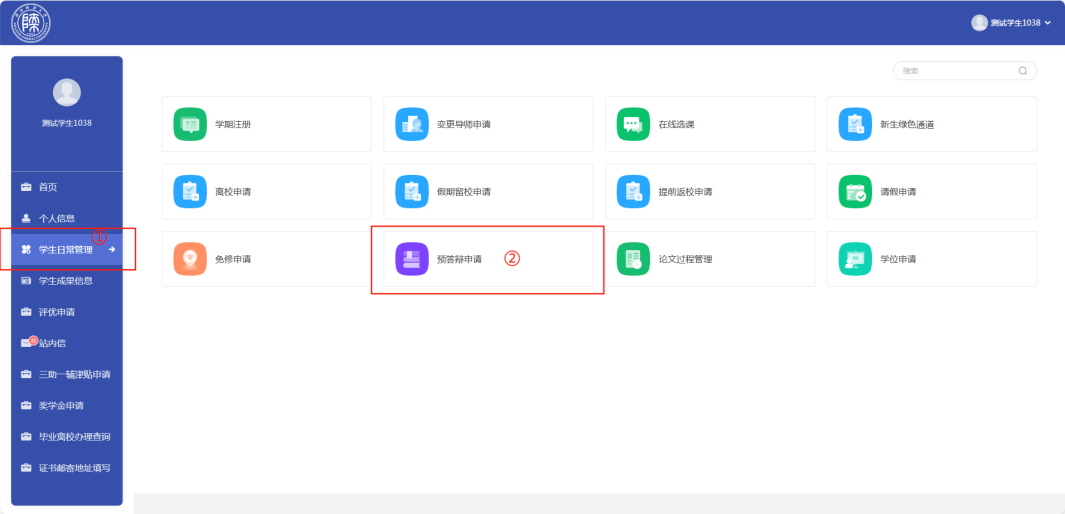 测试学生1038
搜索
测试学生1038
首页
个人信息
①
学生日常管理
学生成果信息
评优申请
站内信
三助一辅津贴申请
奖学金申请
毕业离校办理查询
证书邮寄地址填写
学期注册
变更导师申请
在线选课
新生绿色通道
离校申请
假期留校申请
提前返校申请
请假申请
免修申请
预答辩申请
②
论文过程管理
学位申请